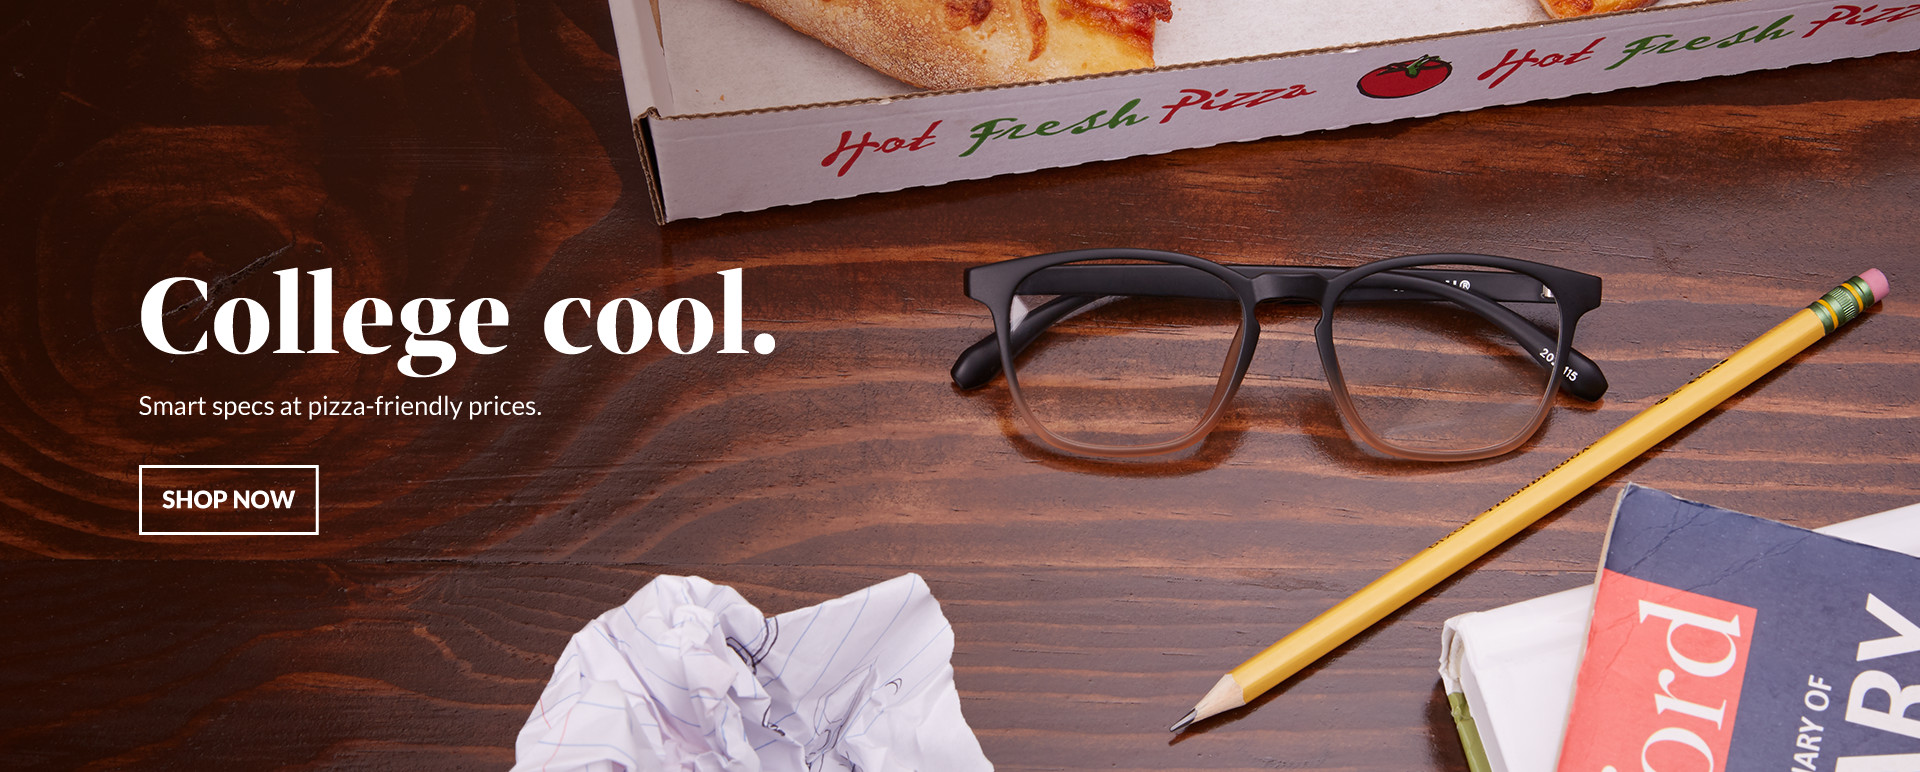 Hot Fresh Pizza Hot Fresh Pizz
College cool.
Smart specs at pizza-friendly prices.
SHOP NOW
115
ord
ARY OF
ARY